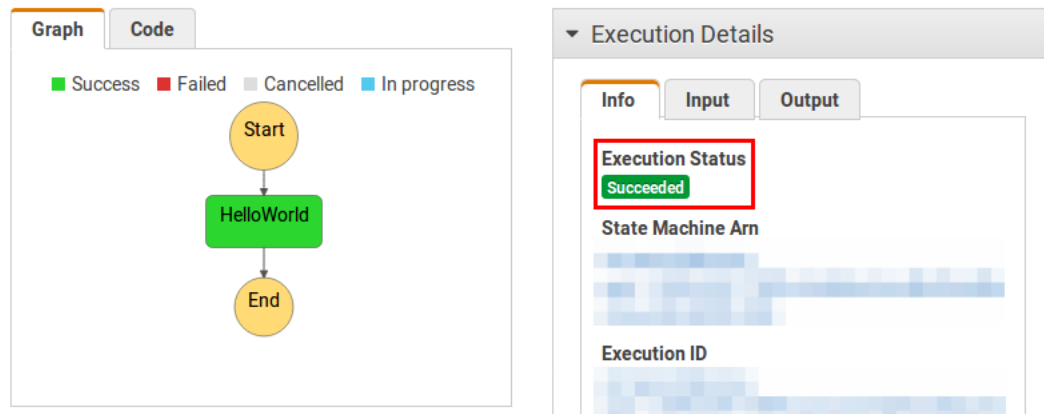 Graph Code
Success Failed Cancelled In progress
Start
HelloWorld
End
Execution Details
Info Input Output
Execution Status
Succeeded
State Machine Arn
Execution ID